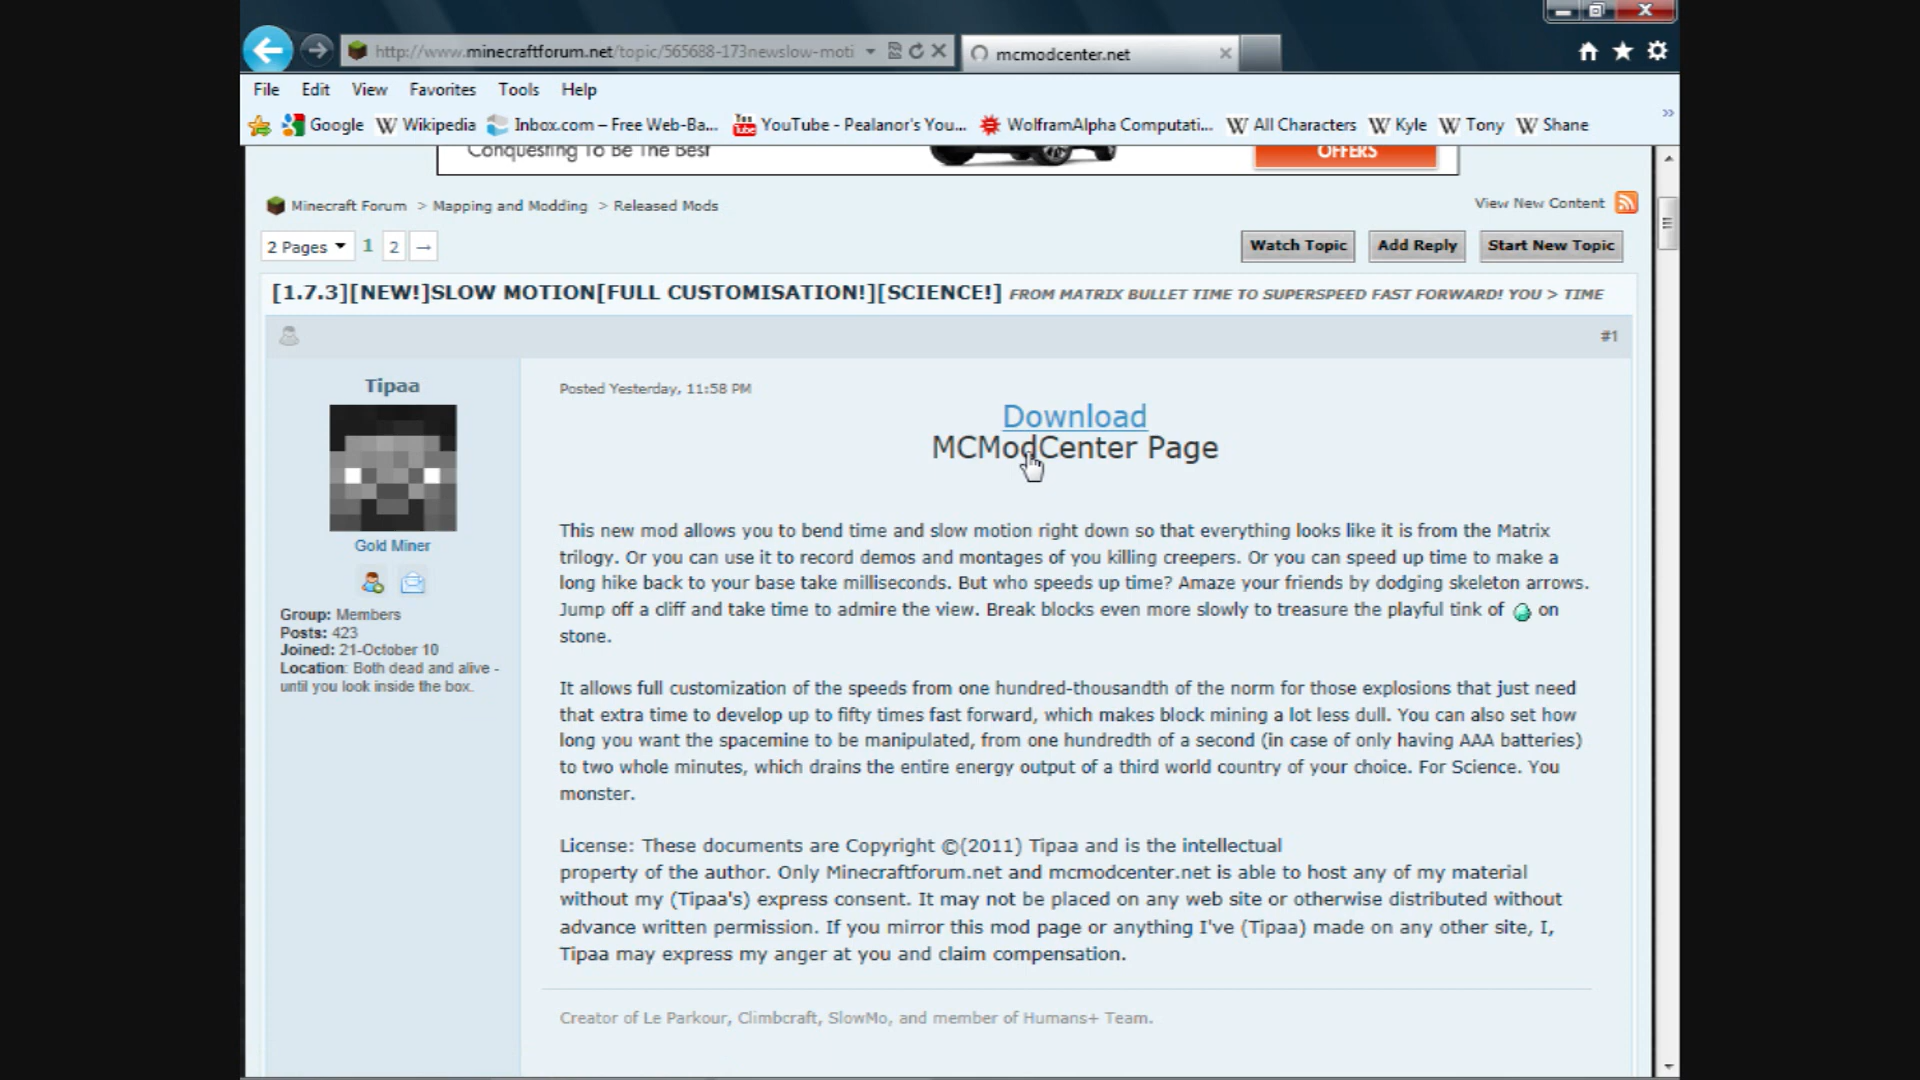 http://www.minecraftforum.net/topic/565688-173newslow-moti
mcmodcenter.net
File Edit View Favorites Tools Help
Google Wikipedia Inbox.com – Free Web-Ba... YouTube - Pealanor's You... WolframAlpha Computati... All Characters Kyle Tony Shane
Conquesting To Be The Best
OFFERS
Minecraft Forum > Mapping and Modding > Released Mods
View New Content
2 Pages 1 2 →
Watch Topic Add Reply Start New Topic
[1.7.3][NEW!]SLOW MOTION[FULL CUSTOMISATION!][SCIENCE!] FROM MATRIX BULLET TIME TO SUPERSPEED FAST FORWARD! YOU > TIME
#1
Tipaa
Gold Miner
Group: Members
Posts: 423
Joined: 21-October 10
Location: Both dead and alive -
until you look inside the box.
Posted Yesterday, 11:58 PM
Download
MCModCenter Page
This new mod allows you to bend time and slow motion right down so that everything looks like it is from the Matrix
trilogy. Or you can use it to record demos and montages of you killing creepers. Or you can speed up time to make a
long hike back to your base take milliseconds. But who speeds up time? Amaze your friends by dodging skeleton arrows.
Jump off a cliff and take time to admire the view. Break blocks even more slowly to treasure the playful tink of on
stone.
It allows full customization of the speeds from one hundred-thousandth of the norm for those explosions that just need
that extra time to develop up to fifty times fast forward, which makes block mining a lot less dull. You can also set how
long you want the spacemine to be manipulated, from one hundredth of a second (in case of only having AAA batteries)
to two whole minutes, which drains the entire energy output of a third world country of your choice. For Science. You
monster.
License: These documents are Copyright ©(2011) Tipaa and is the intellectual
property of the author. Only Minecraftforum.net and mcmodcenter.net is able to host any of my material
without my (Tipaa's) express consent. It may not be placed on any web site or otherwise distributed without
advance written permission. If you mirror this mod page or anything I've (Tipaa) made on any other site, I,
Tipaa may express my anger at you and claim compensation.
Creator of Le Parkour, Climbcraft, SlowMo, and member of Humans+ Team.